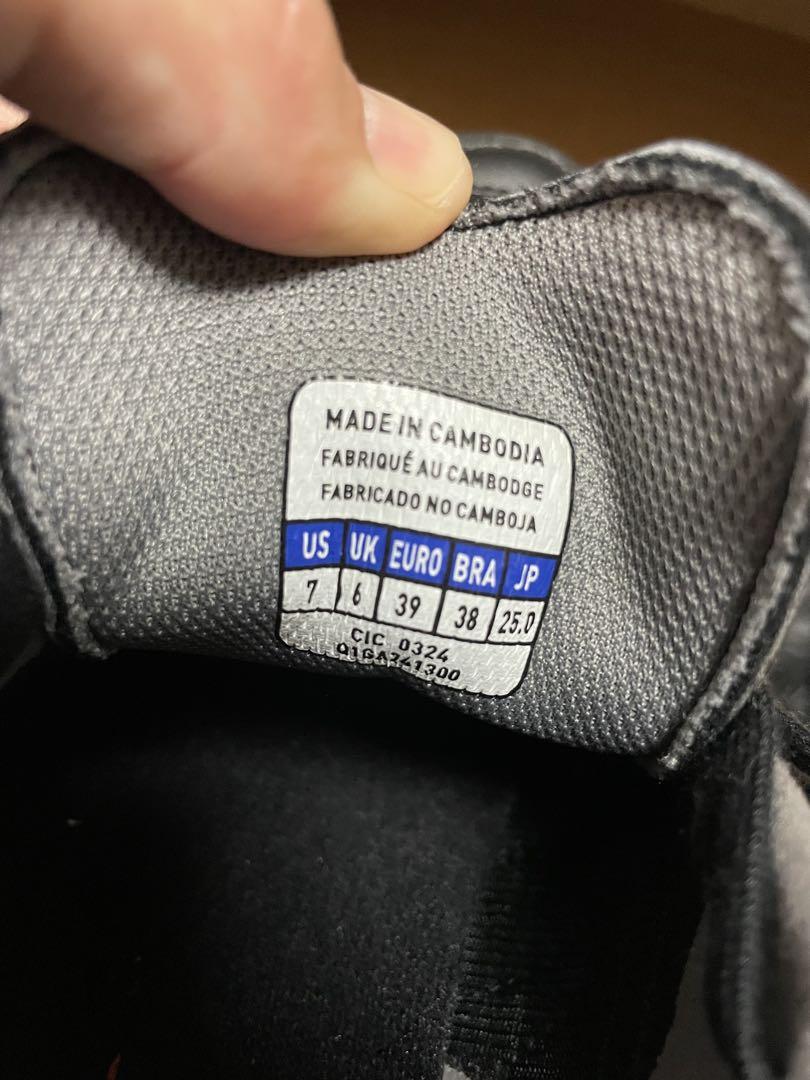 MADE IN CAMBODIA
FABRIQUÉ AU CAMBODGE
FABRICADO NO CAMBOJA
US UK EURO BRA JP
7 6 39 38 25.0
CIC 0324
Q1GA241300